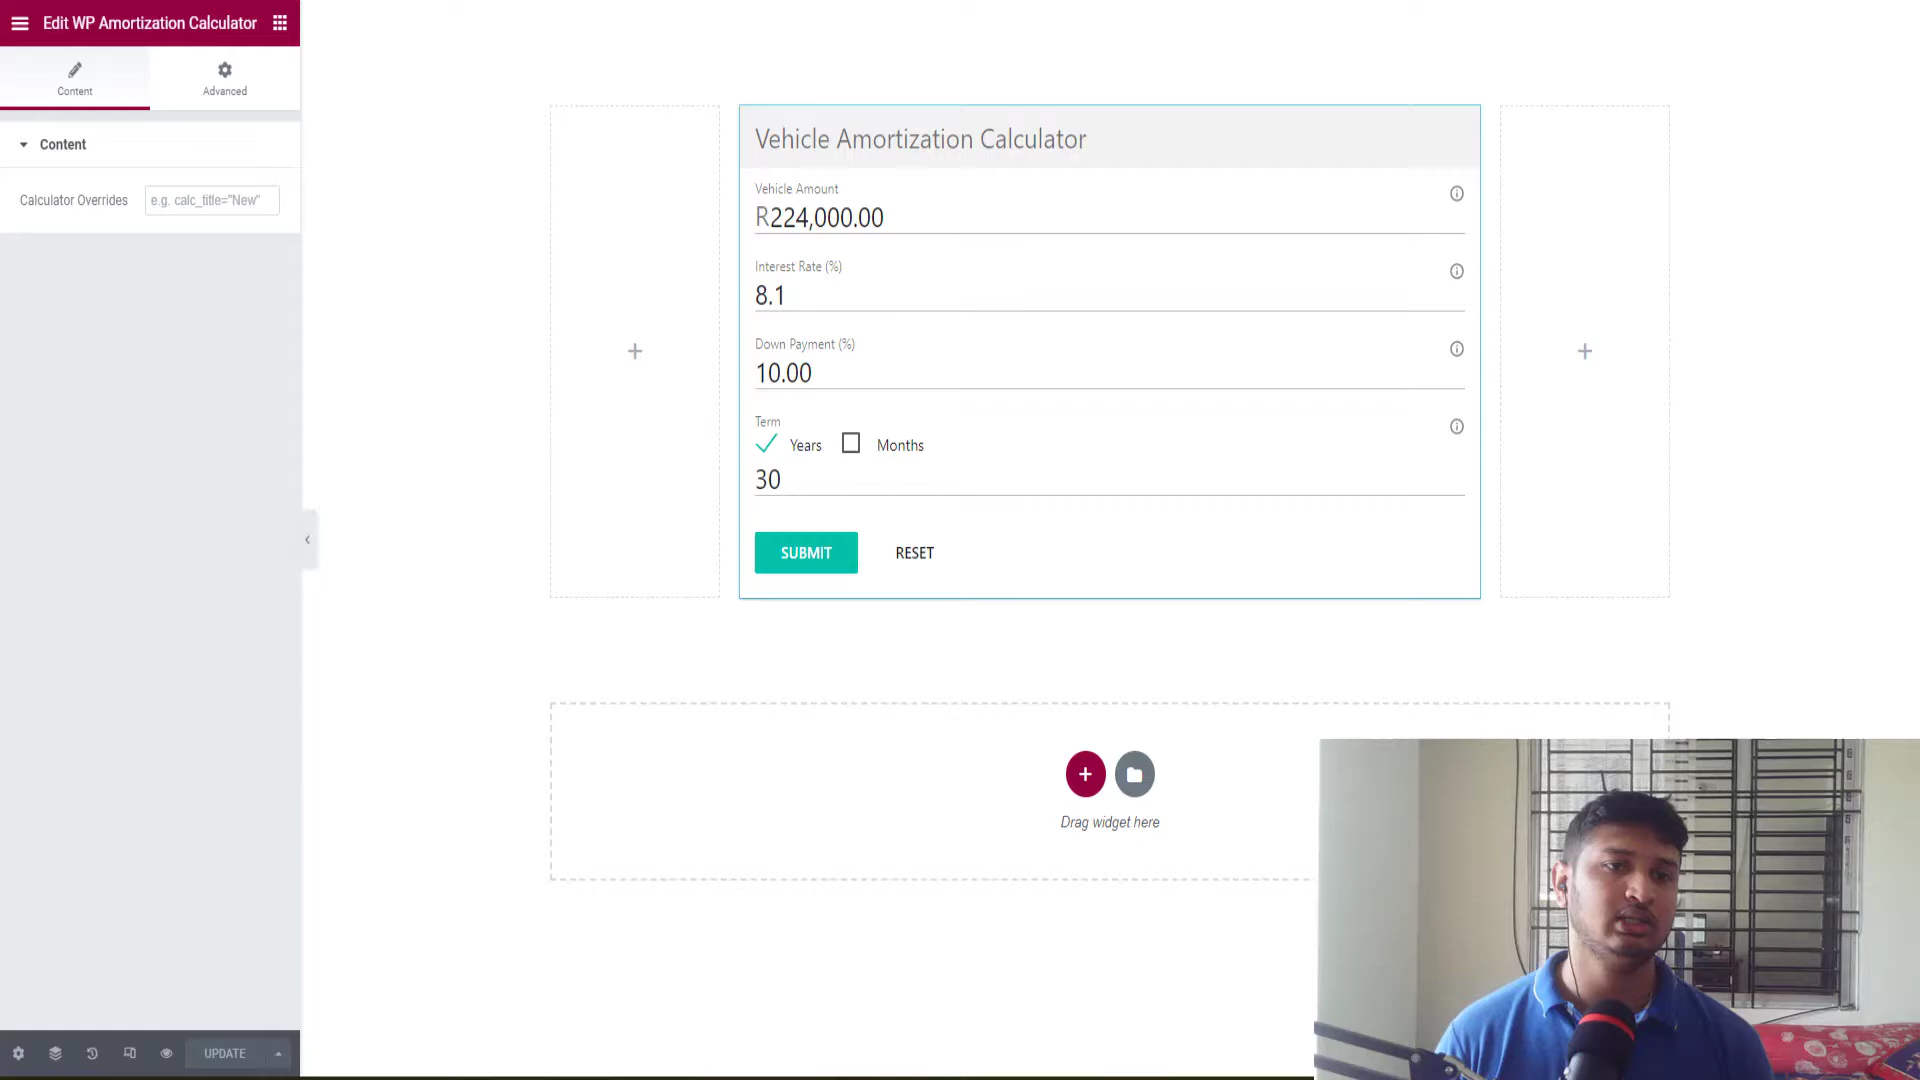 Edit WP Amortization Calculator
Content
Advanced
Content
Calculator Overrides
e.g. calc_title="New"
Vehicle Amortization Calculator
Vehicle Amount
R224,000.00
Interest Rate (%)
8.1
Down Payment (%)
10.00
Term
Years
Months
30
SUBMIT
RESET
Drag widget here
UPDATE